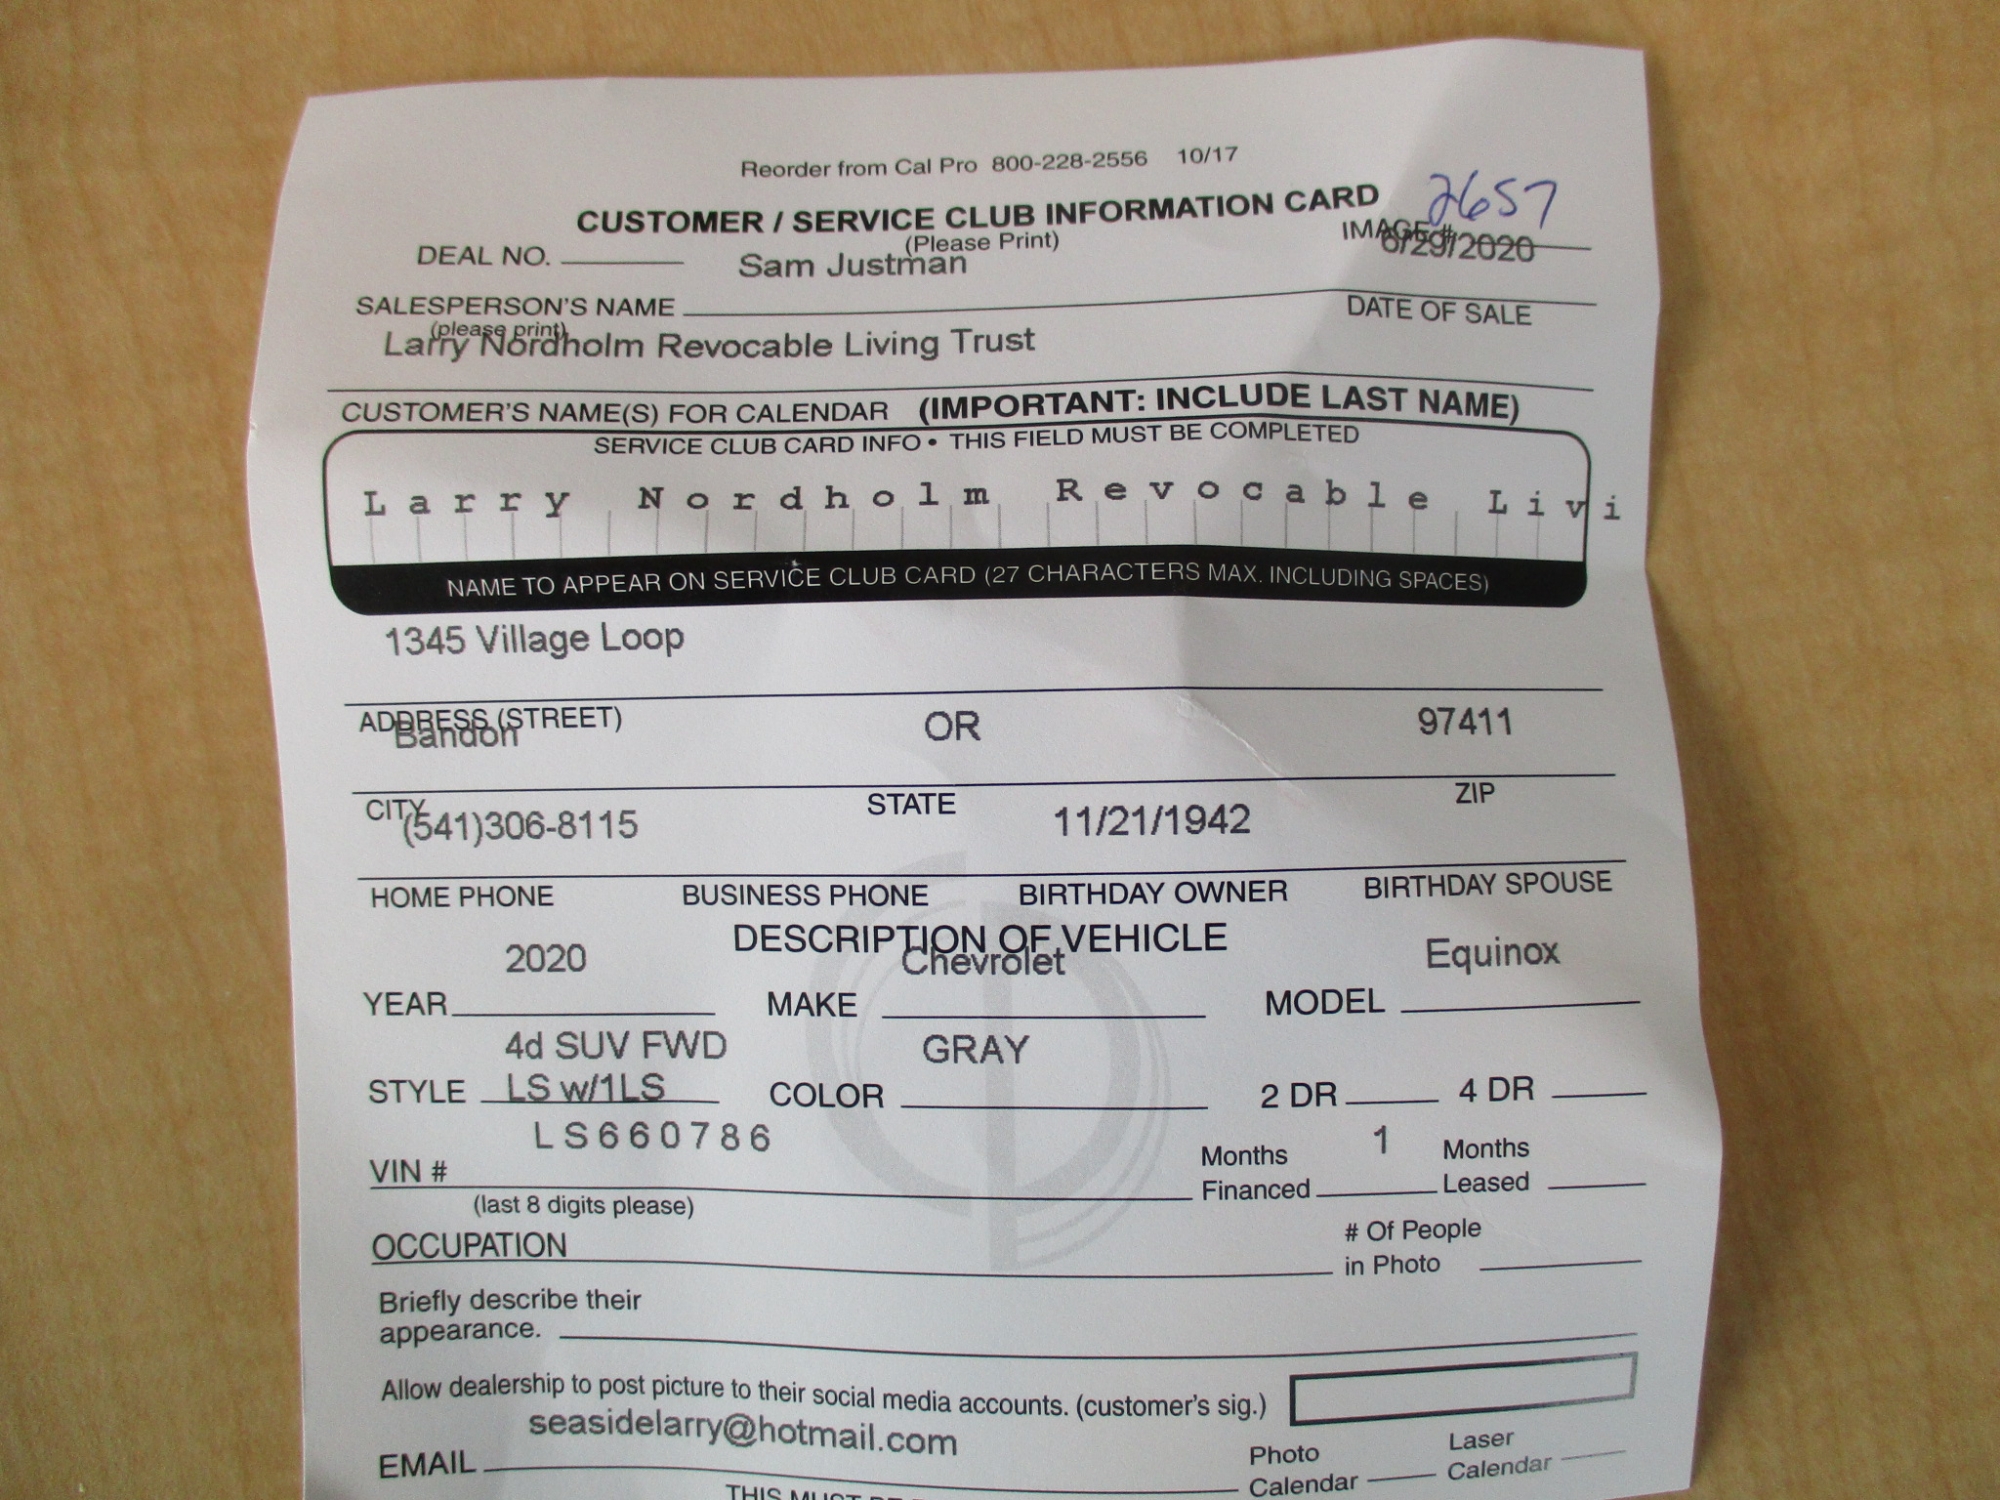 Reorder from Cal Pro 800-228-2556 10/17
CUSTOMER / SERVICE CLUB INFORMATION CARD 2657
(Please Print) IMAGE #
DEAL NO. Sam Justman 6/29/2020
SALESPERSON'S NAME DATE OF SALE
(please print)
Larry Nordholm Revocable Living Trust
CUSTOMER'S NAME(S) FOR CALENDAR (IMPORTANT: INCLUDE LAST NAME)
SERVICE CLUB CARD INFO • THIS FIELD MUST BE COMPLETED
Larry Nordholm Revocable Livi
NAME TO APPEAR ON SERVICE CLUB CARD (27 CHARACTERS MAX. INCLUDING SPACES)
1345 Village Loop
ADDRESS (STREET)
Bandon OR 97411
CITY STATE ZIP
(541)306-8115 11/21/1942
HOME PHONE BUSINESS PHONE BIRTHDAY OWNER BIRTHDAY SPOUSE
DESCRIPTION OF VEHICLE
2020 Chevrolet Equinox
YEAR MAKE MODEL
4d SUV FWD GRAY
STYLE LS w/1LS COLOR 2 DR 4 DR
LS660786 1
VIN # Months Financed Months Leased
(last 8 digits please)
OCCUPATION # Of People in Photo
Briefly describe their
appearance.
Allow dealership to post picture to their social media accounts. (customer's sig.)
seasidelarry@hotmail.com
EMAIL Photo Calendar Laser Calendar
THIS MUST